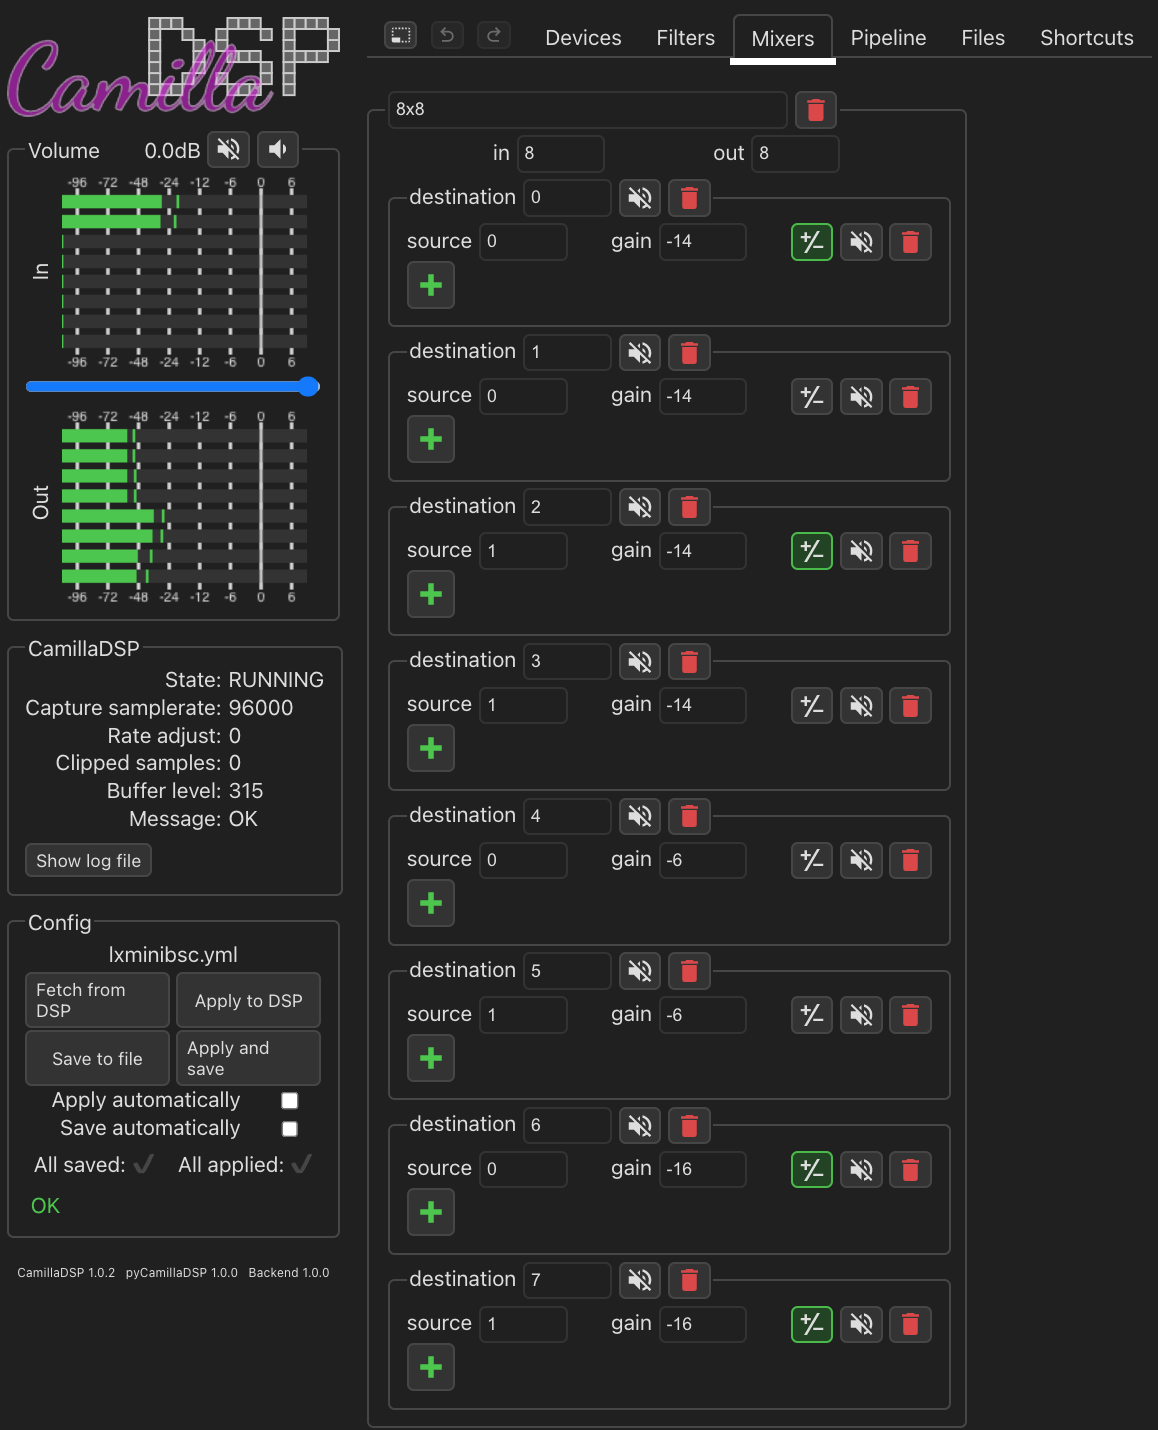 CamillaDSP
Devices
Filters
Mixers
Pipeline
Files
Shortcuts
Volume 0.0dB
-96 -72 -48 -24 -12 -6 0 6
In
-96 -72 -48 -24 -12 -6 0 6
-96 -72 -48 -24 -12 -6 0 6
Out
-96 -72 -48 -24 -12 -6 0 6
CamillaDSP
State: RUNNING
Capture samplerate: 96000
Rate adjust: 0
Clipped samples: 0
Buffer level: 315
Message: OK
Show log file
Config
lxminibsc.yml
Fetch from
DSP
Apply to DSP
Save to file
Apply and
save
Apply automatically
Save automatically
All saved: ✓ All applied: ✓
OK
CamillaDSP 1.0.2 pyCamillaDSP 1.0.0 Backend 1.0.0
8x8
in 8 out 8
destination 0
source 0 gain -14 +/−
+
destination 1
source 0 gain -14 +/−
+
destination 2
source 1 gain -14 +/−
+
destination 3
source 1 gain -14 +/−
+
destination 4
source 0 gain -6 +/−
+
destination 5
source 1 gain -6 +/−
+
destination 6
source 0 gain -16 +/−
+
destination 7
source 1 gain -16 +/−
+